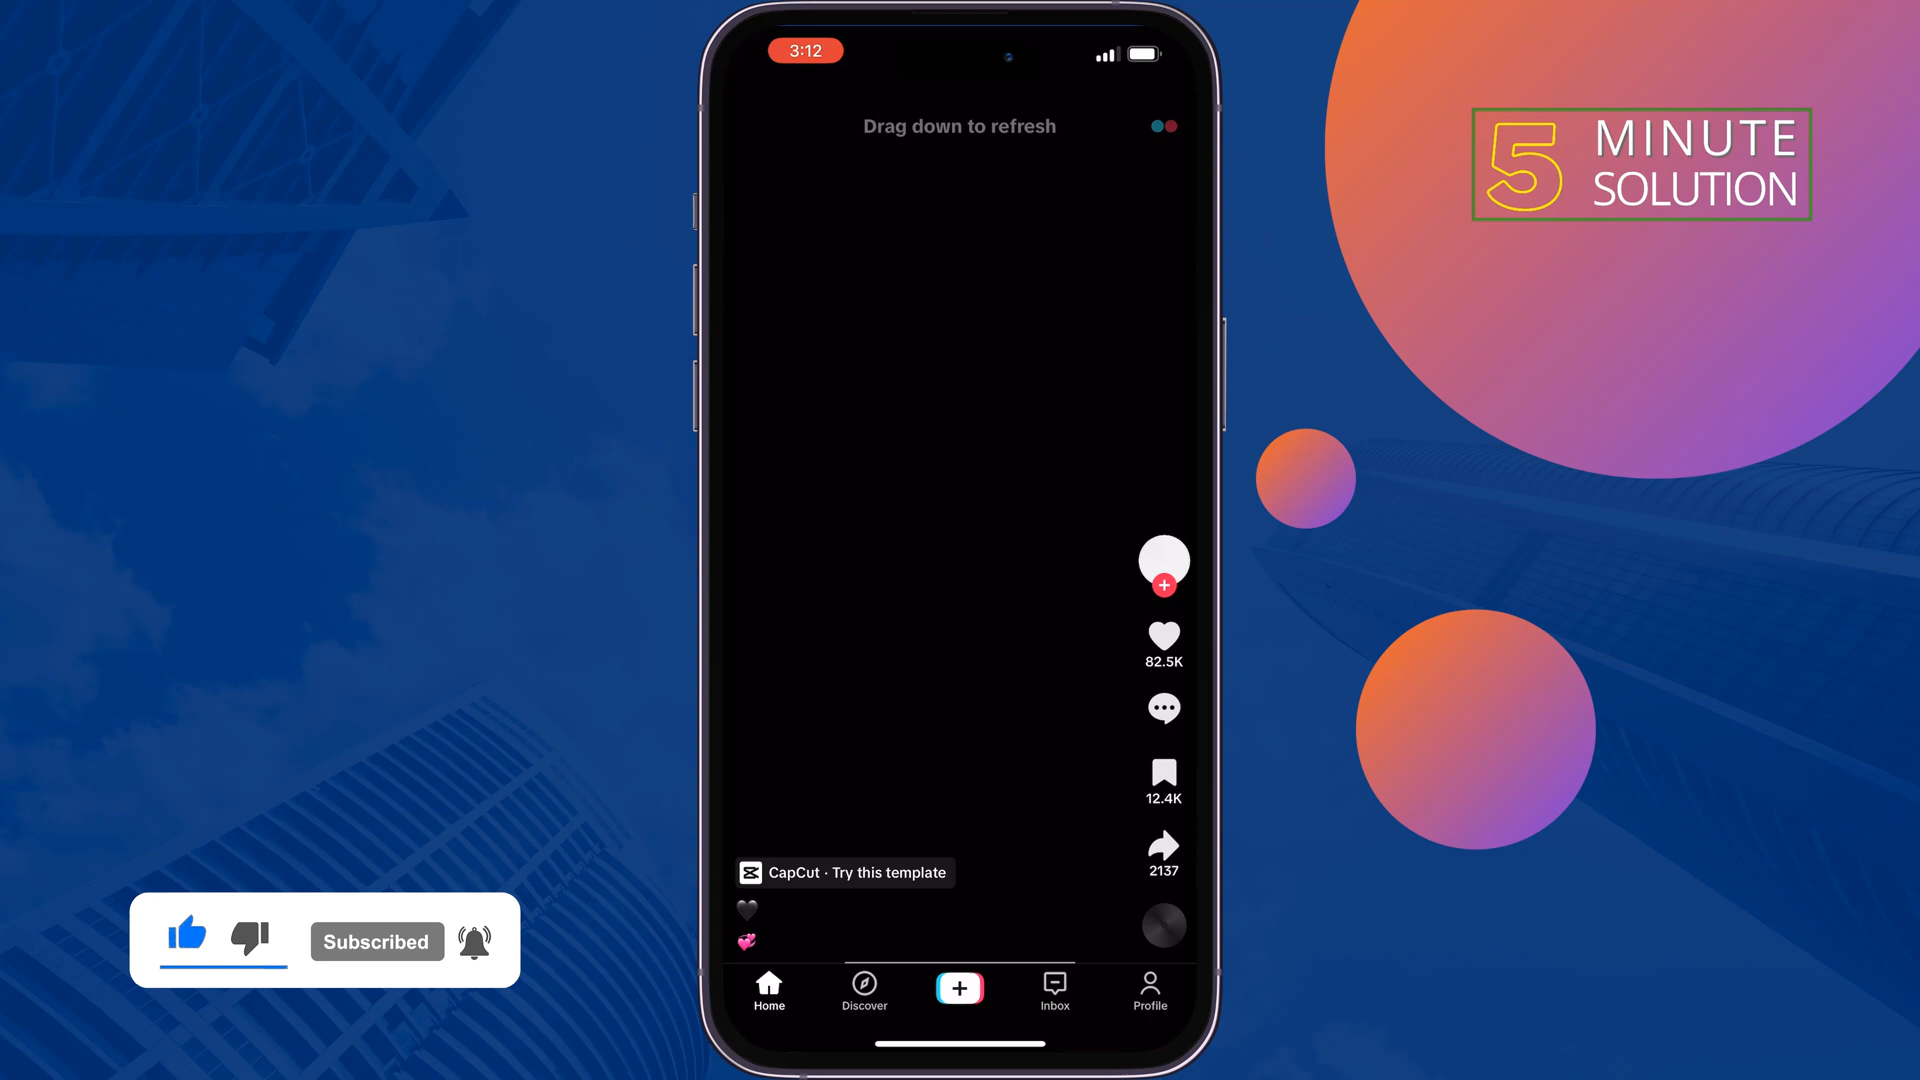 3:12
Drag down to refresh
5 MINUTE
SOLUTION
82.5K
12.4K
2137
CapCut · Try this template
Subscribed
Home
Discover
Inbox
Profile